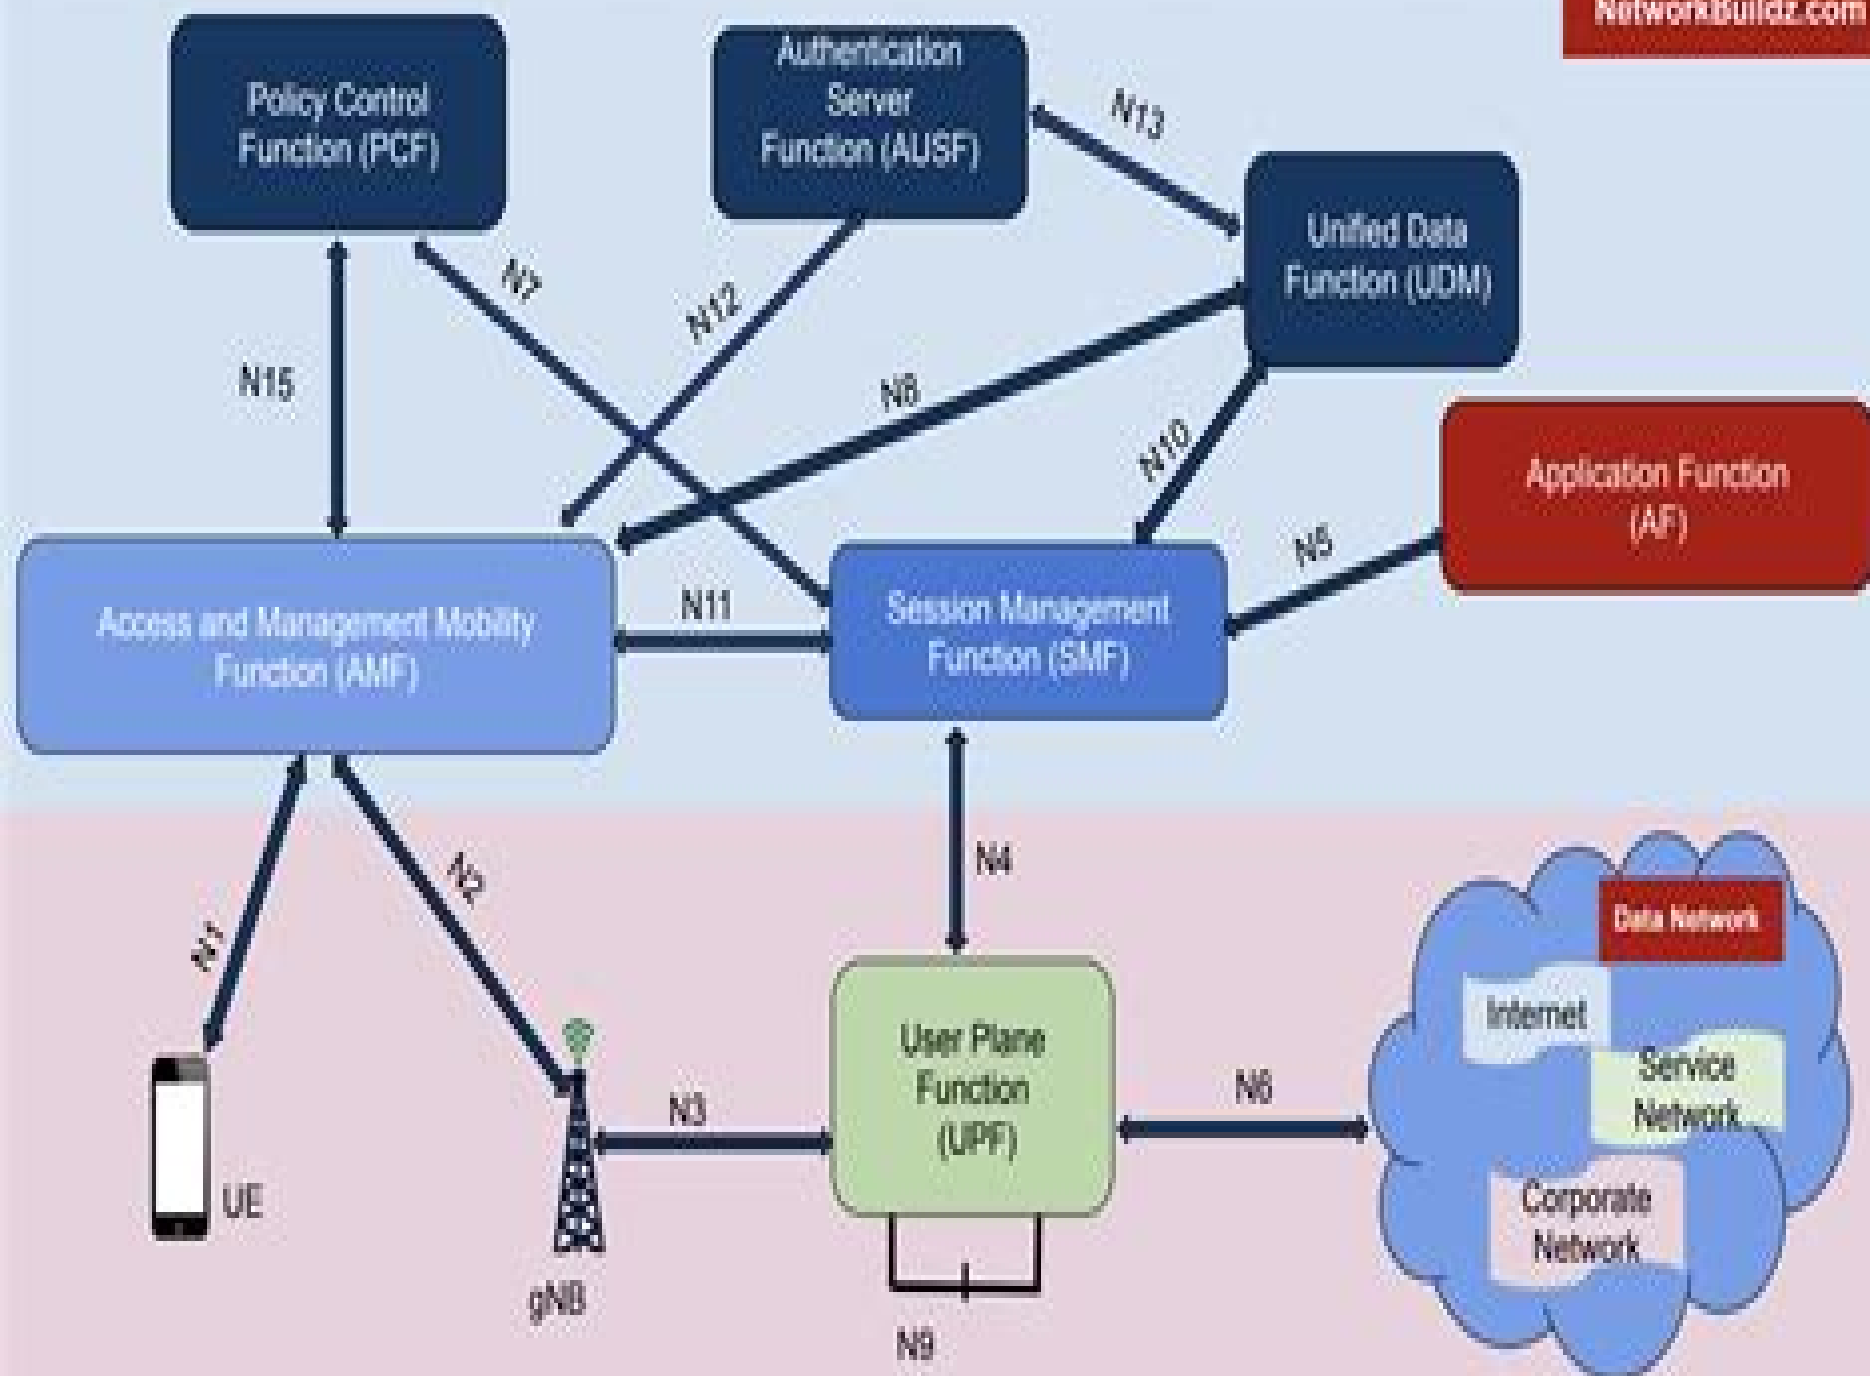 NetworkBuildz.com
Policy Control
Function (PCF)
Authentication
Server
Function (AUSF)
N13
Unified Data
Function (UDM)
N7
N12
N15
N8
N10
Application Function
(AF)
N5
Access and Management Mobility
Function (AMF)
N11
Session Management
Function (SMF)
N4
N2
N1
Data Network
Internet
User Plane
Function
(UPF)
Service
Network
N6
N3
UE
Corporate
Network
gNB
N9